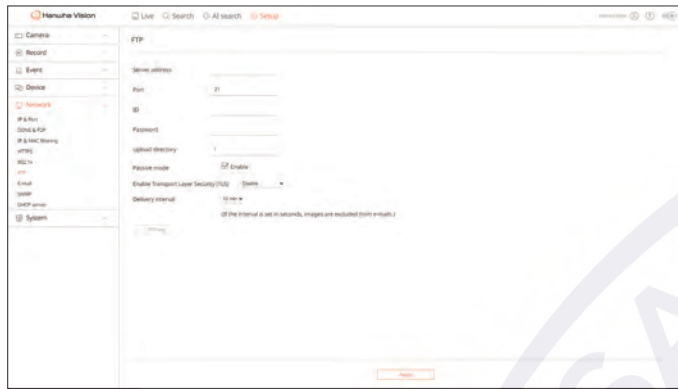 Hanwha Vision
Live Search AI search Setup
Camera
Record
Event
Device
Network
IP & Port
DDNS & P2P
IP & MAC filtering
HTTPS
802.1x
FTP
E-mail
SNMP
DHCP server
System
FTP
Server address
Port 21
ID
Password
Upload directory /
Passive mode Enable
Enable Transport Layer Security (TLS) Disable
Delivery interval 10 min
(If the interval is set in seconds, images are excluded from e-mails.)
Apply
SA